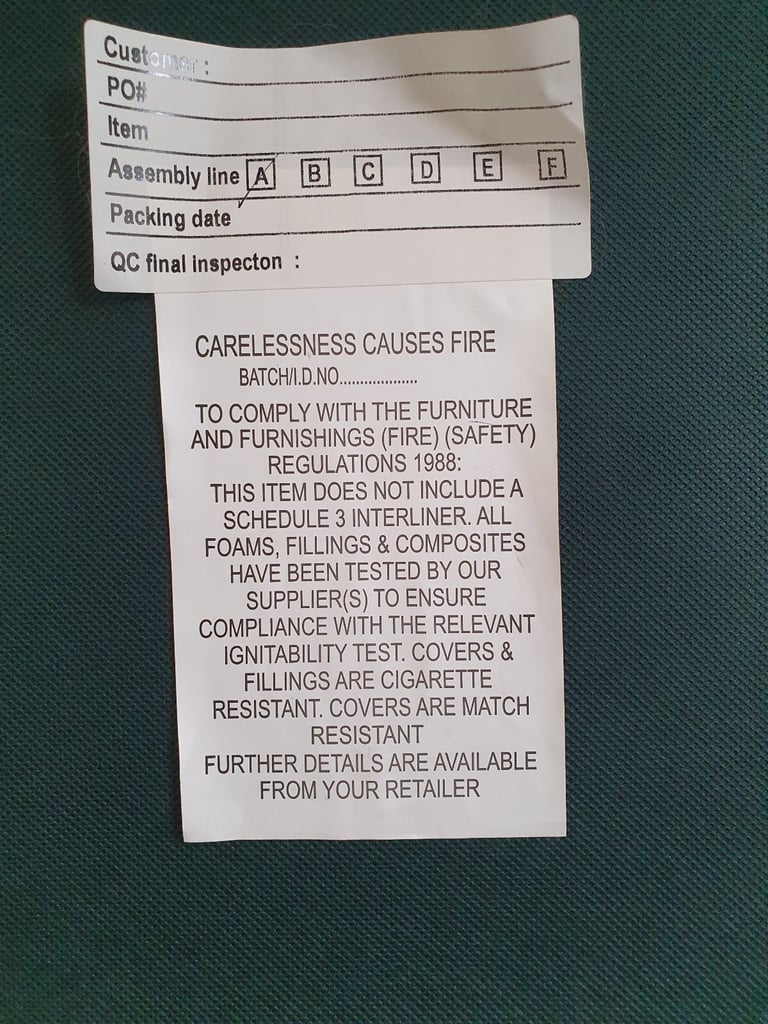 Customer :
PO#
Item
Assembly line A B C D E F
Packing date
QC final inspecton :
CARELESSNESS CAUSES FIRE
BATCH/I.D.NO...................
TO COMPLY WITH THE FURNITURE
AND FURNISHINGS (FIRE) (SAFETY)
REGULATIONS 1988:
THIS ITEM DOES NOT INCLUDE A
SCHEDULE 3 INTERLINER. ALL
FOAMS, FILLINGS & COMPOSITES
HAVE BEEN TESTED BY OUR
SUPPLIER(S) TO ENSURE
COMPLIANCE WITH THE RELEVANT
IGNITABILITY TEST. COVERS &
FILLINGS ARE CIGARETTE
RESISTANT. COVERS ARE MATCH
RESISTANT
FURTHER DETAILS ARE AVAILABLE
FROM YOUR RETAILER